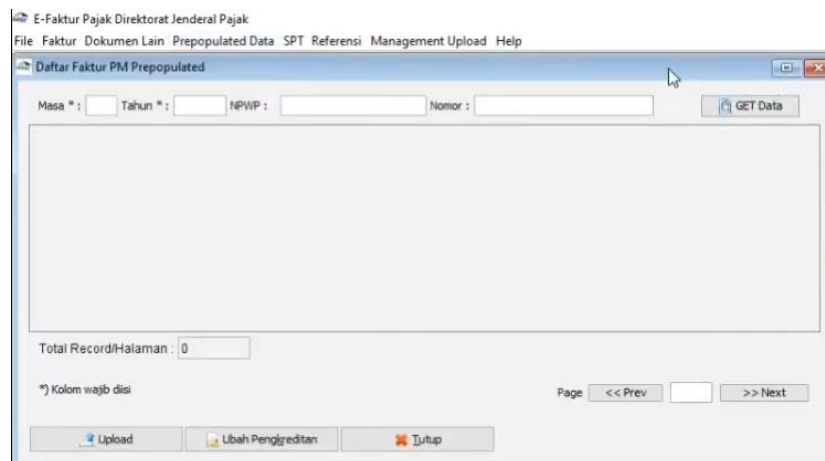 E-Faktur Pajak Direktorat Jenderal Pajak
File Faktur Dokumen Lain Prepopulated Data SPT Referensi Management Upload Help
Daftar Faktur PM Prepopulated
Masa * : Tahun * : NPWP : Nomor : GET Data
Total Record/Halaman : 0
*) Kolom wajib diisi
Page << Prev >> Next
Upload Ubah Pengkreditan Tutup